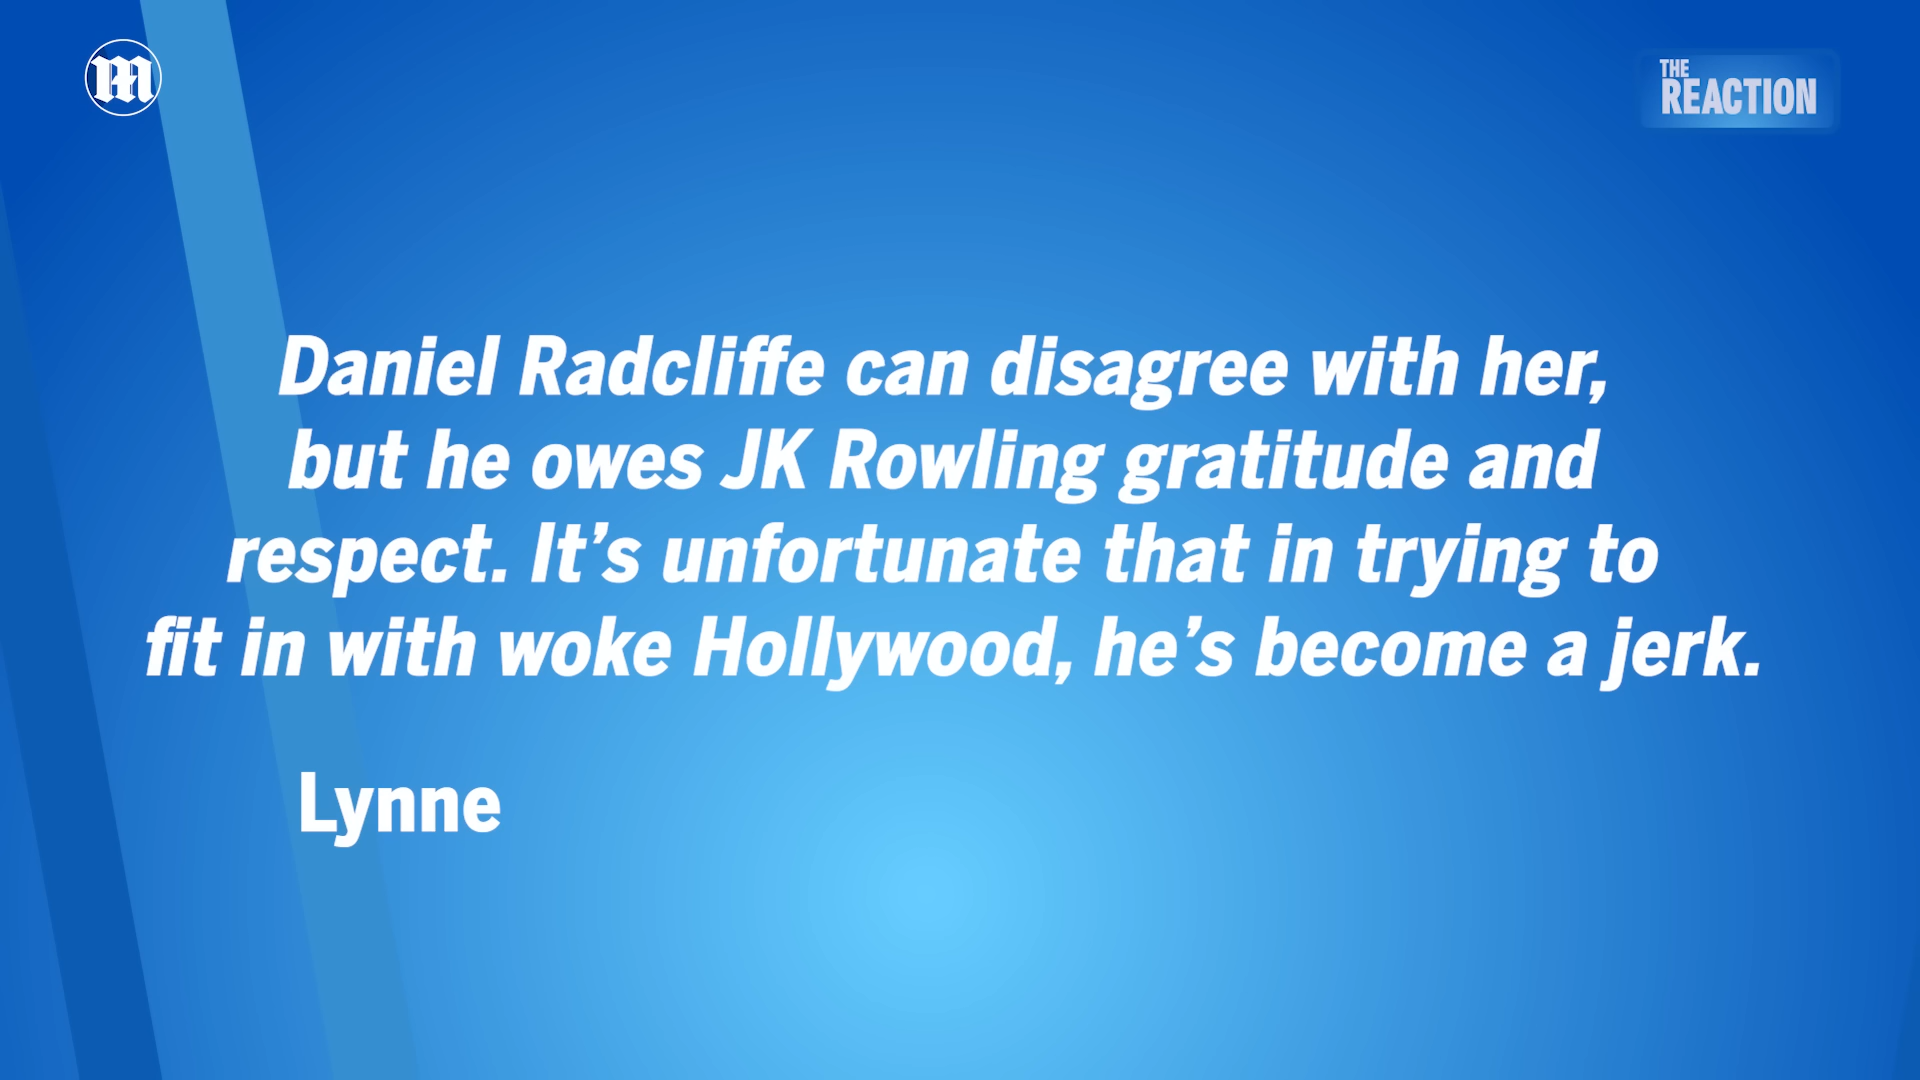 M
THE
REACTION
Daniel Radcliffe can disagree with her,
but he owes JK Rowling gratitude and
respect. It’s unfortunate that in trying to
fit in with woke Hollywood, he’s become a jerk.
Lynne